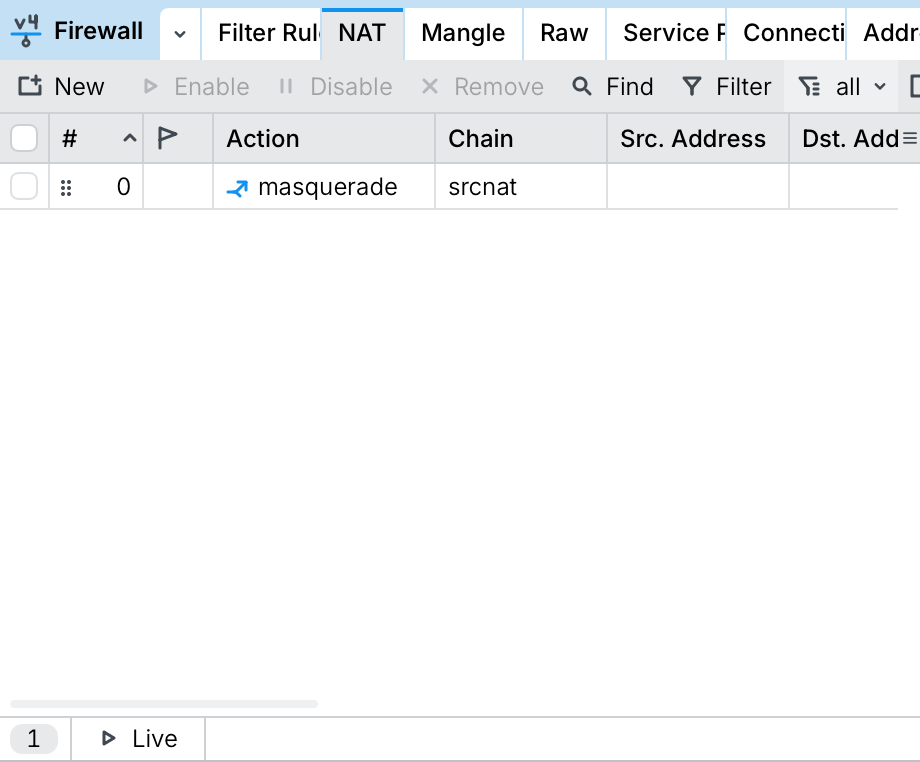 v4 Firewall Filter Rul NAT Mangle Raw Service P Connecti Addr
New Enable Disable Remove Find Filter all
# Action Chain Src. Address Dst. Add
0 masquerade srcnat
1 Live